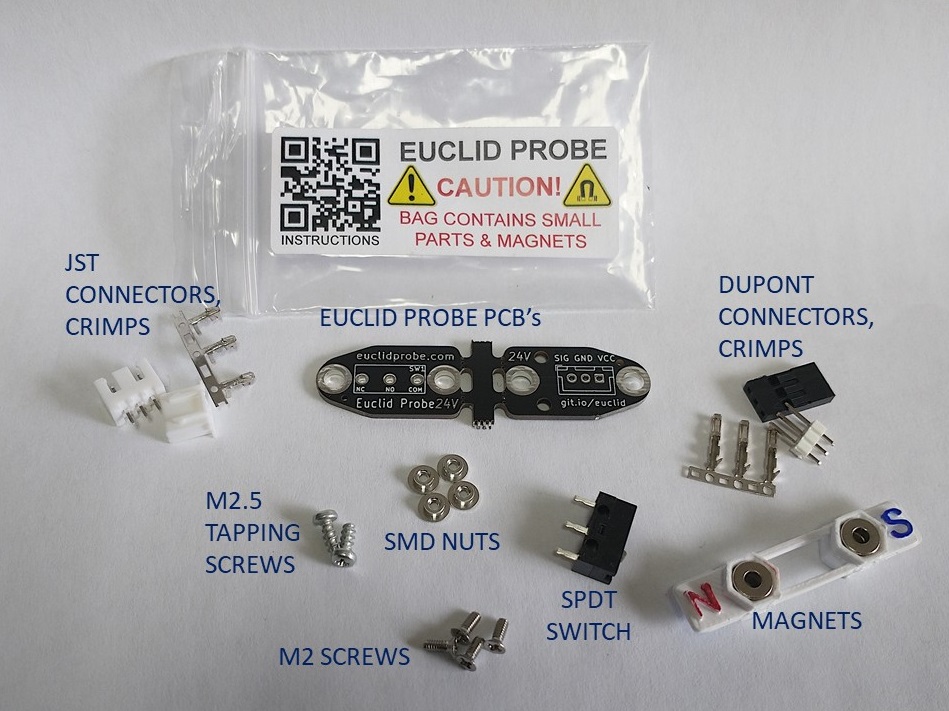 EUCLID PROBE
CAUTION!
BAG CONTAINS SMALL
PARTS & MAGNETS
INSTRUCTIONS
JST
CONNECTORS,
CRIMPS
EUCLID PROBE PCB’s
DUPONT
CONNECTORS,
CRIMPS
euclidprobe.com
24V
SIG GND VCC
SW1
NC
NO
COM
Euclid Probe24V
git.io/euclid
M2.5
TAPPING
SCREWS
SMD NUTS
SPDT
SWITCH
S
N
MAGNETS
M2 SCREWS